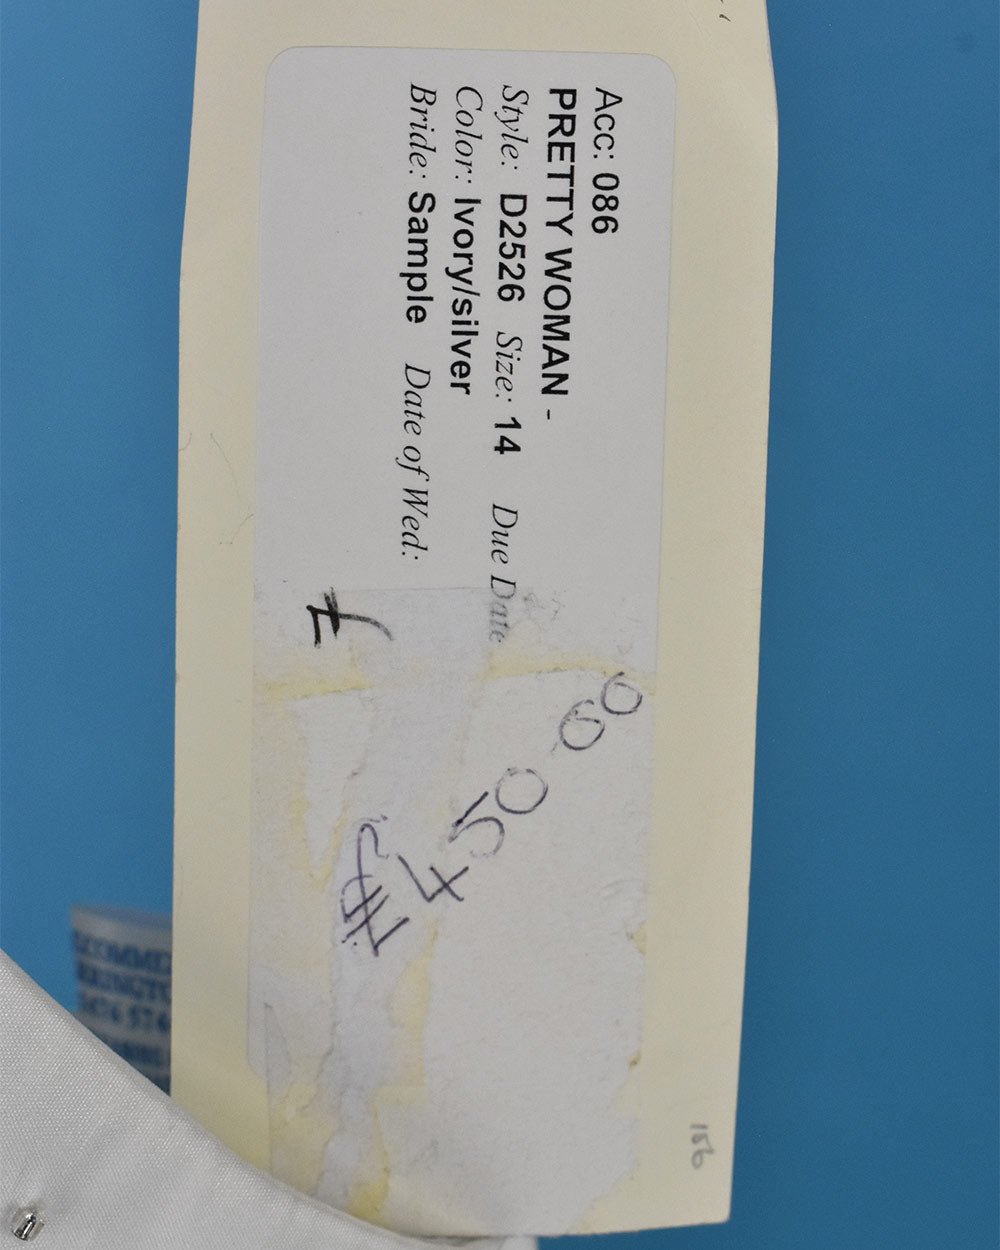 Acc: 086
PRETTY WOMAN -
Style: D2526 Size: 14 Due Date
Color: Ivory/silver
Bride: Sample Date of Wed:
£
450 00
156